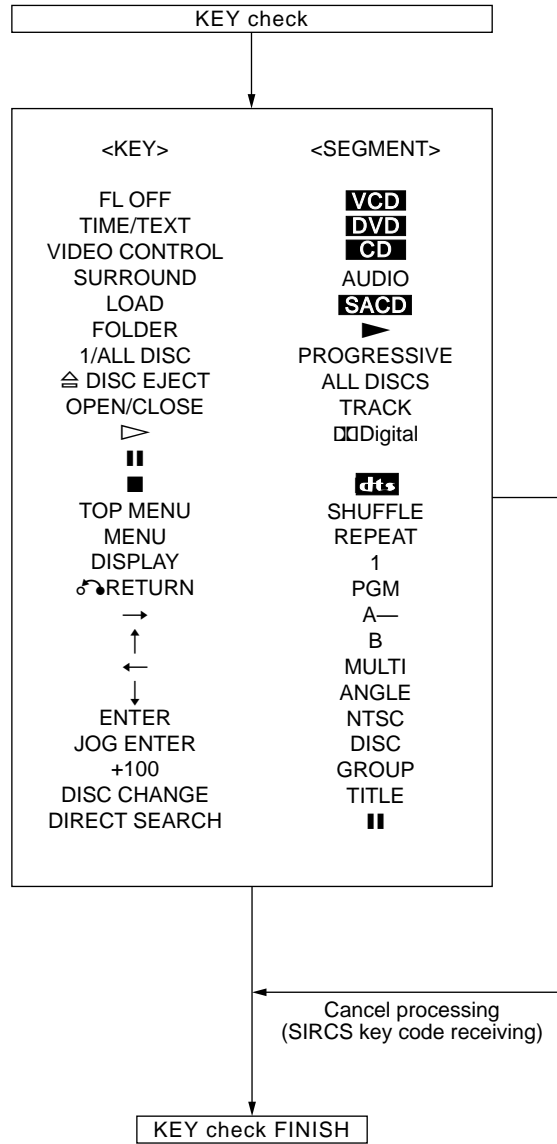 KEY check
<KEY> <SEGMENT>
FL OFF VCD
TIME/TEXT DVD
VIDEO CONTROL CD
SURROUND AUDIO
LOAD SACD
FOLDER ►
1/ALL DISC PROGRESSIVE
≙ DISC EJECT ALL DISCS
OPEN/CLOSE TRACK
▷ Digital
▮▮
■ dts
TOP MENU SHUFFLE
MENU REPEAT
DISPLAY 1
RETURN PGM
→ A—
↑ B
← MULTI
↓ ANGLE
ENTER NTSC
JOG ENTER DISC
+100 GROUP
DISC CHANGE TITLE
DIRECT SEARCH ▮▮
Cancel processing
(SIRCS key code receiving)
KEY check FINISH